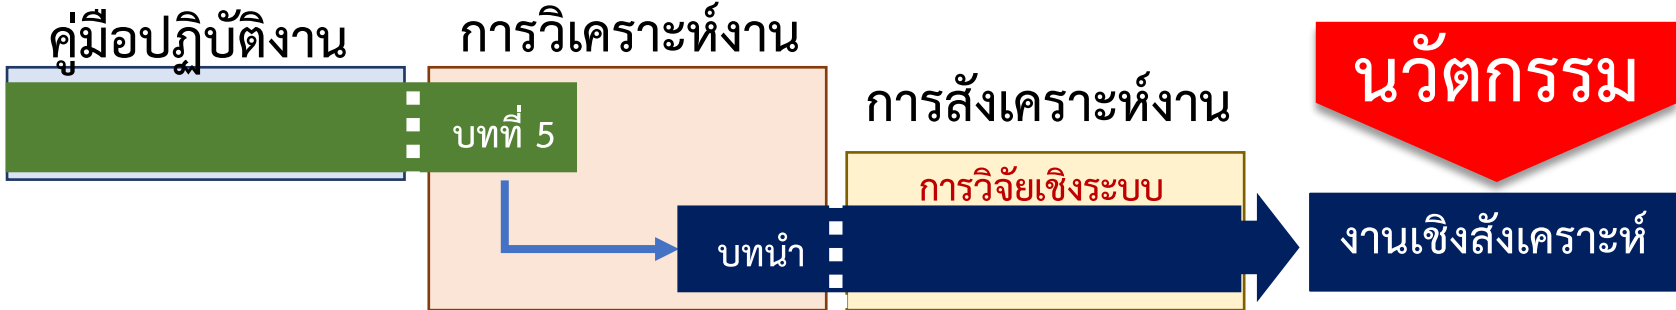 คู่มือปฏิบัติงาน
การวิเคราะห์งาน
การสังเคราะห์งาน
นวัตกรรม
บทที่ 5
การวิจัยเชิงระบบ
บทนำ
งานเชิงสังเคราะห์